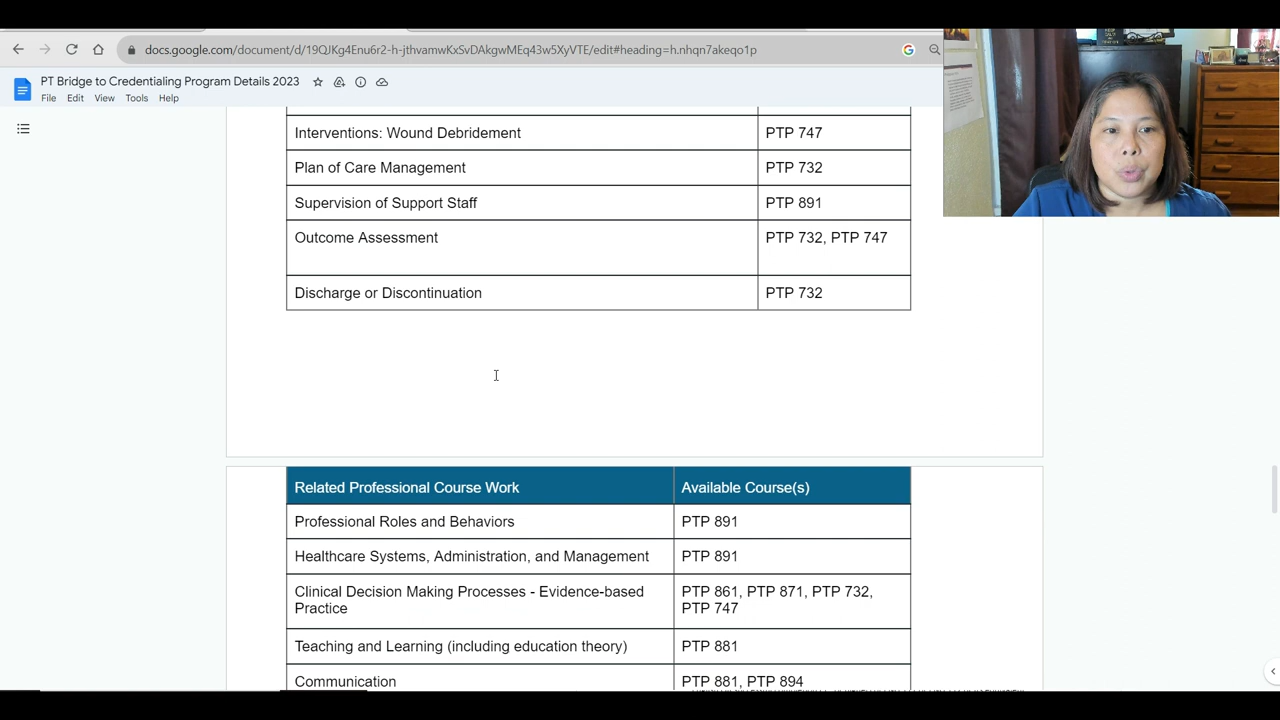 docs.google.com/document/d/19QJKg4Enu6r2-h-
PT Bridge to Credentialing Program Details 2023
File Edit View Tools Help
Interventions: Wound Debridement PTP 747
Plan of Care Management PTP 732
Supervision of Support Staff PTP 891
Outcome Assessment PTP 732, PTP 747
Discharge or Discontinuation PTP 732
Related Professional Course Work Available Course(s)
Professional Roles and Behaviors PTP 891
Healthcare Systems, Administration, and Management PTP 891
Clinical Decision Making Processes - Evidence-based PTP 861, PTP 871, PTP 732,
Practice PTP 747
Teaching and Learning (including education theory) PTP 881
Communication PTP 881, PTP 894